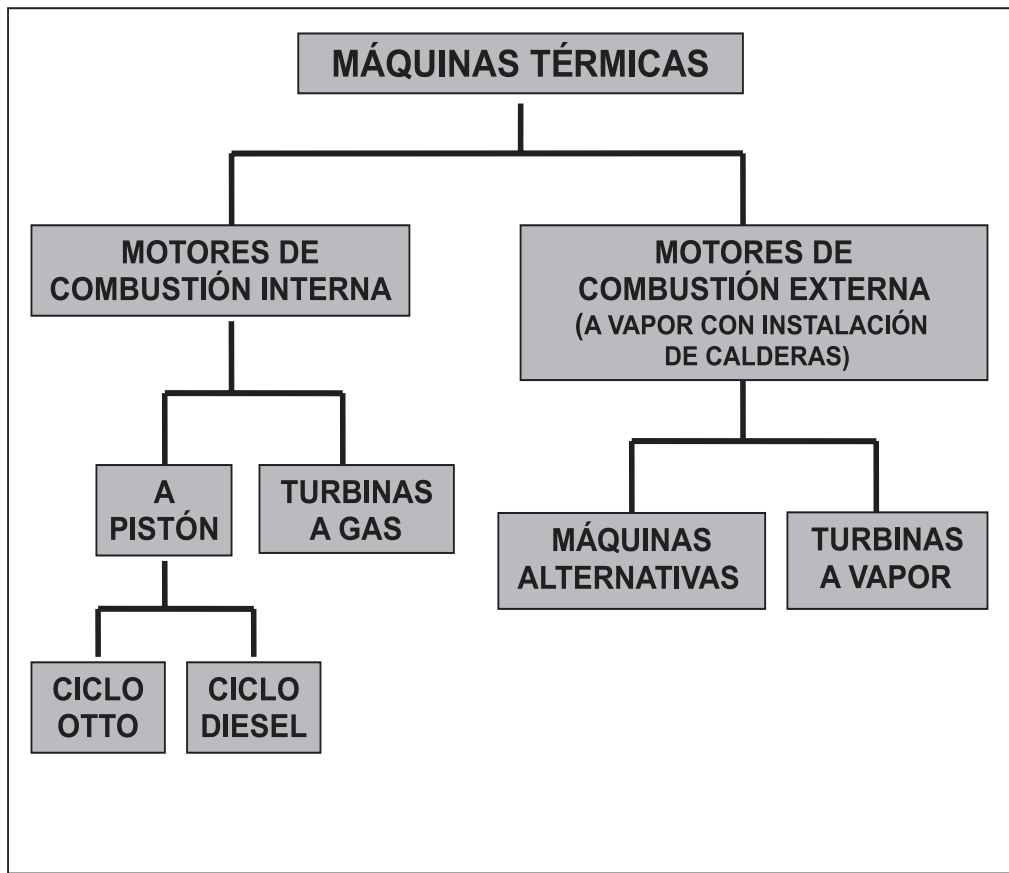 MÁQUINAS TÉRMICAS
MOTORES DE
COMBUSTIÓN INTERNA
MOTORES DE
COMBUSTIÓN EXTERNA
(A VAPOR CON INSTALACIÓN
DE CALDERAS)
A
PISTÓN
TURBINAS
A GAS
MÁQUINAS
ALTERNATIVAS
TURBINAS
A VAPOR
CICLO
OTTO
CICLO
DIESEL